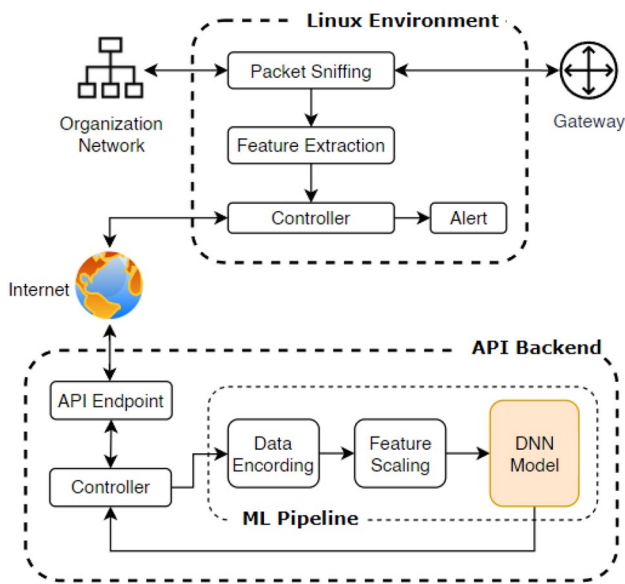 Linux Environment
Packet Sniffing
Organization
Network
Gateway
Feature Extraction
Controller
Alert
Internet
API Backend
API Endpoint
Controller
Data
Encording
Feature
Scaling
DNN
Model
ML Pipeline